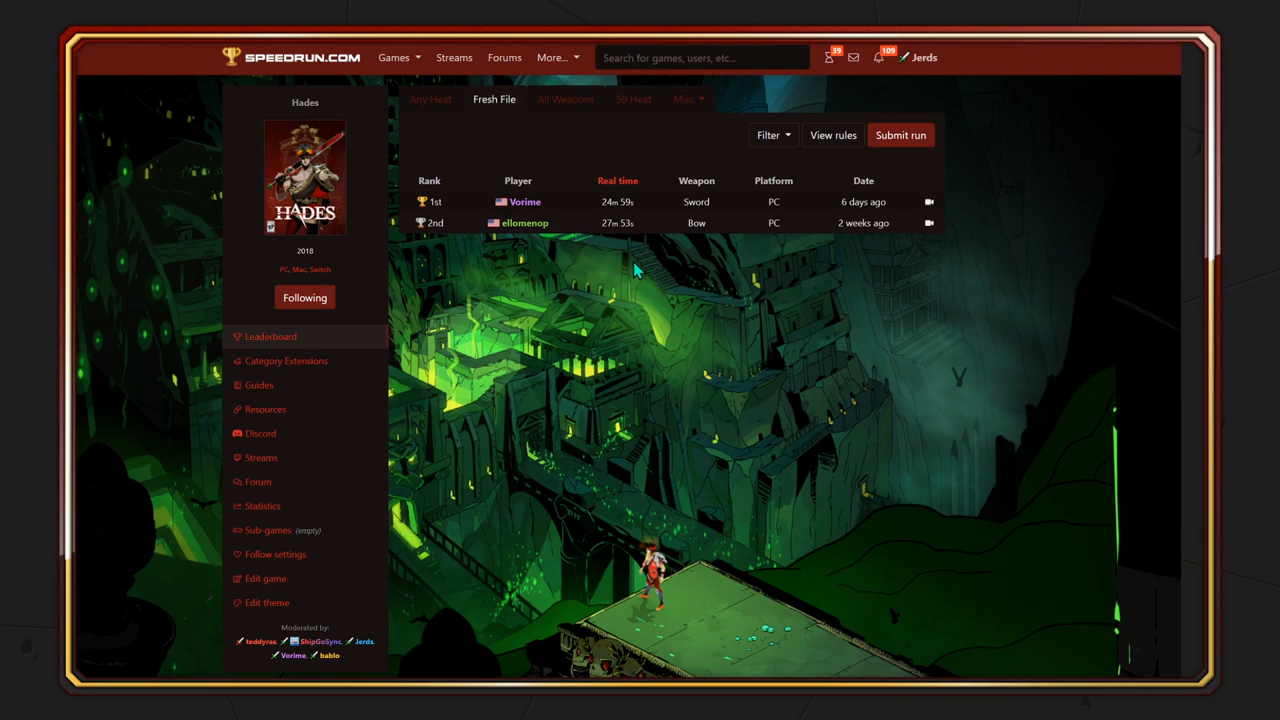 SPEEDRUN.COM Games Streams Forums More... Search for games, users, etc... 39 109 Jerds
Hades
HADES
2018
PC, Mac, Switch
Following
Leaderboard
Category Extensions
Guides
Resources
Discord
Streams
Forum
Statistics
Sub-games (empty)
Follow settings
Edit game
Edit theme
Moderated by:
teddyras, ShipGoSync, Jerds,
Vorime, bablo
Any Heat Fresh File All Weapons 50 Heat Misc
Filter View rules Submit run
Rank Player Real time Weapon Platform Date
1st Vorime 24m 59s Sword PC 6 days ago
2nd ellomenop 27m 53s Bow PC 2 weeks ago